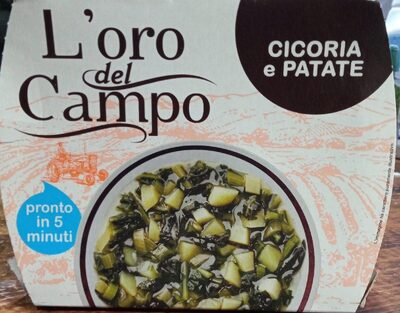 L'oro
del
Campo
CICORIA
e PATATE
pronto
in 5
minuti